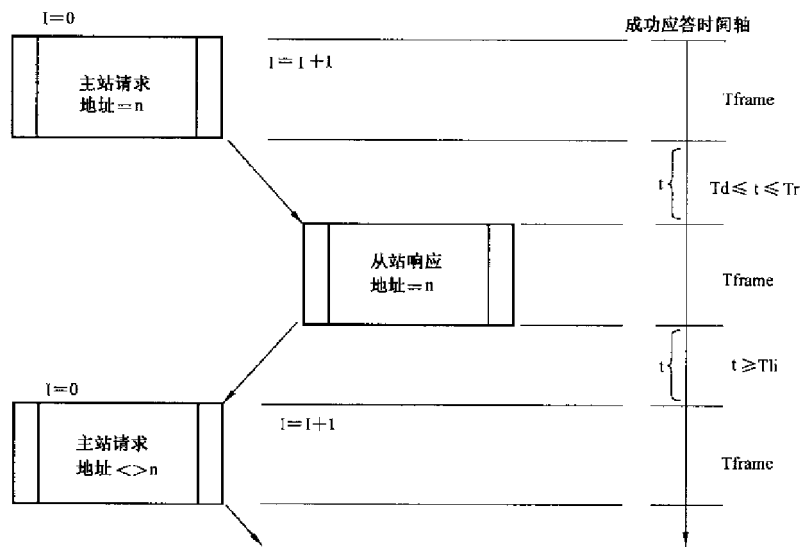 I=0
成功应答时间轴
主站请求
地址=n
I=I+1
Tframe
t
Td≤t≤Tr
从站响应
地址=n
Tframe
t
t≥Tli
I=0
主站请求
地址<>n
I=I+1
Tframe